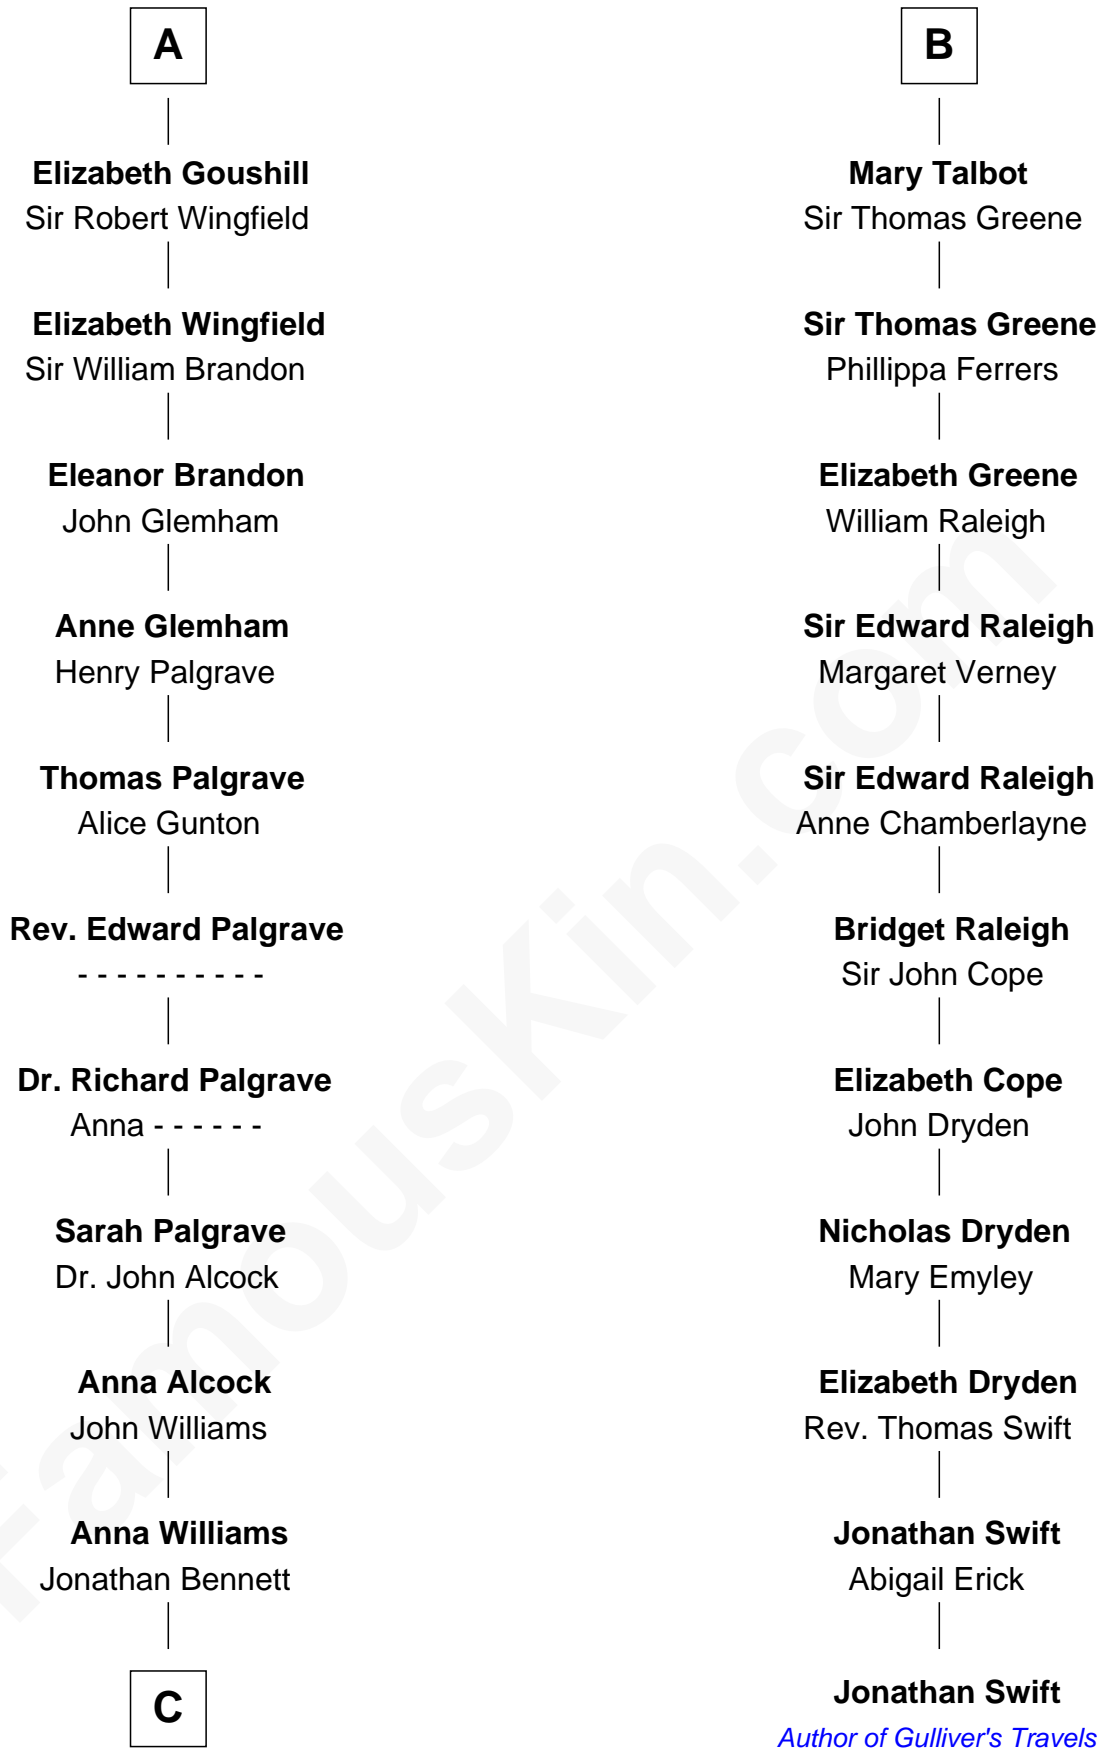 A
Elizabeth Goushill
Sir Robert Wingfield
Elizabeth Wingfield
Sir William Brandon
Eleanor Brandon
John Glemham
Anne Glemham
Henry Palgrave
Thomas Palgrave
Alice Gunton
Rev. Edward Palgrave
- - - - - - - - - -
Dr. Richard Palgrave
Anna - - - - - -
Sarah Palgrave
Dr. John Alcock
Anna Alcock
John Williams
Anna Williams
Jonathan Bennett
C
B
Mary Talbot
Sir Thomas Greene
Sir Thomas Greene
Phillippa Ferrers
Elizabeth Greene
William Raleigh
Sir Edward Raleigh
Margaret Verney
Sir Edward Raleigh
Anne Chamberlayne
Bridget Raleigh
Sir John Cope
Elizabeth Cope
John Dryden
Nicholas Dryden
Mary Emyley
Elizabeth Dryden
Rev. Thomas Swift
Jonathan Swift
Abigail Erick
Jonathan Swift
Author of Gulliver's Travels
FamousKin.com